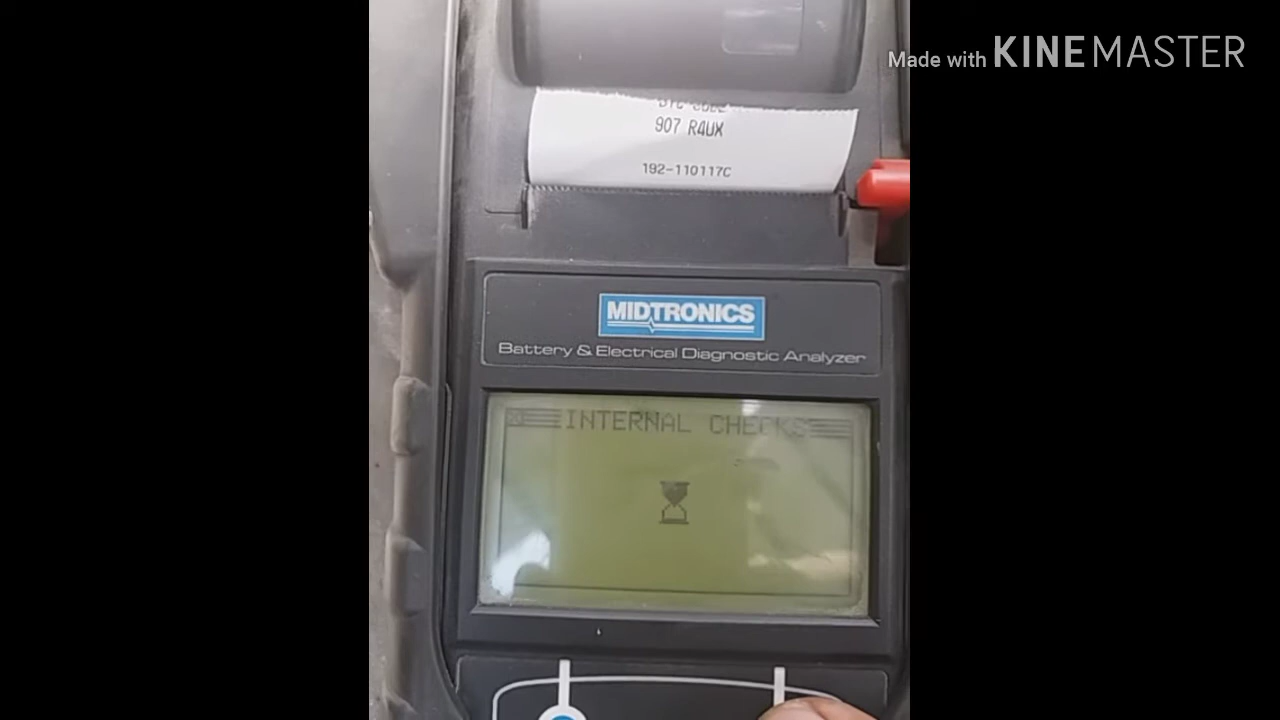 Made with KINEMASTER
907 R4UX
192-110117C
MIDTRONICS
Battery & Electrical Diagnostic Analyzer
INTERNAL CHECKS